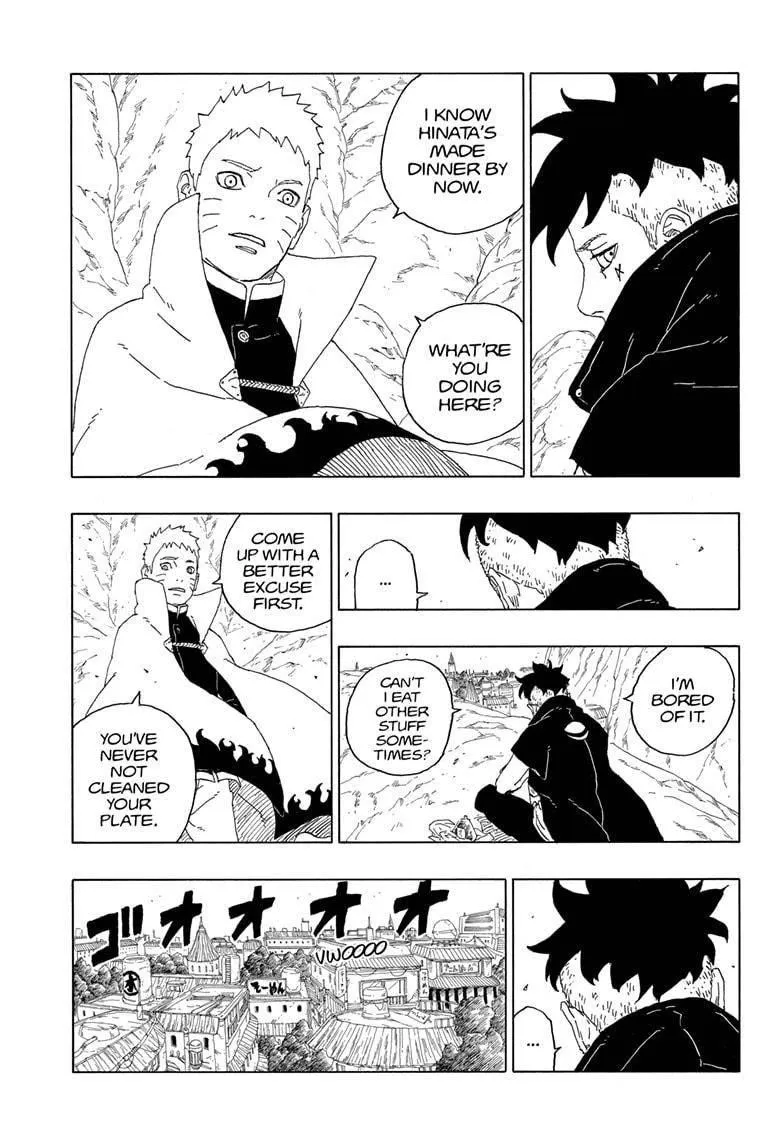 I KNOW
HINATA'S
MADE
DINNER BY
NOW.
WHAT'RE
YOU
DOING
HERE?
...
I'M
BORED
OF IT.
CAN'T
I EAT
OTHER
STUFF
SOME-
TIMES?
COME
UP WITH A
BETTER
EXCUSE
FIRST.
YOU'VE
NEVER
NOT
CLEANED
YOUR
PLATE.
...
ゴオオオオ
VWOOOO